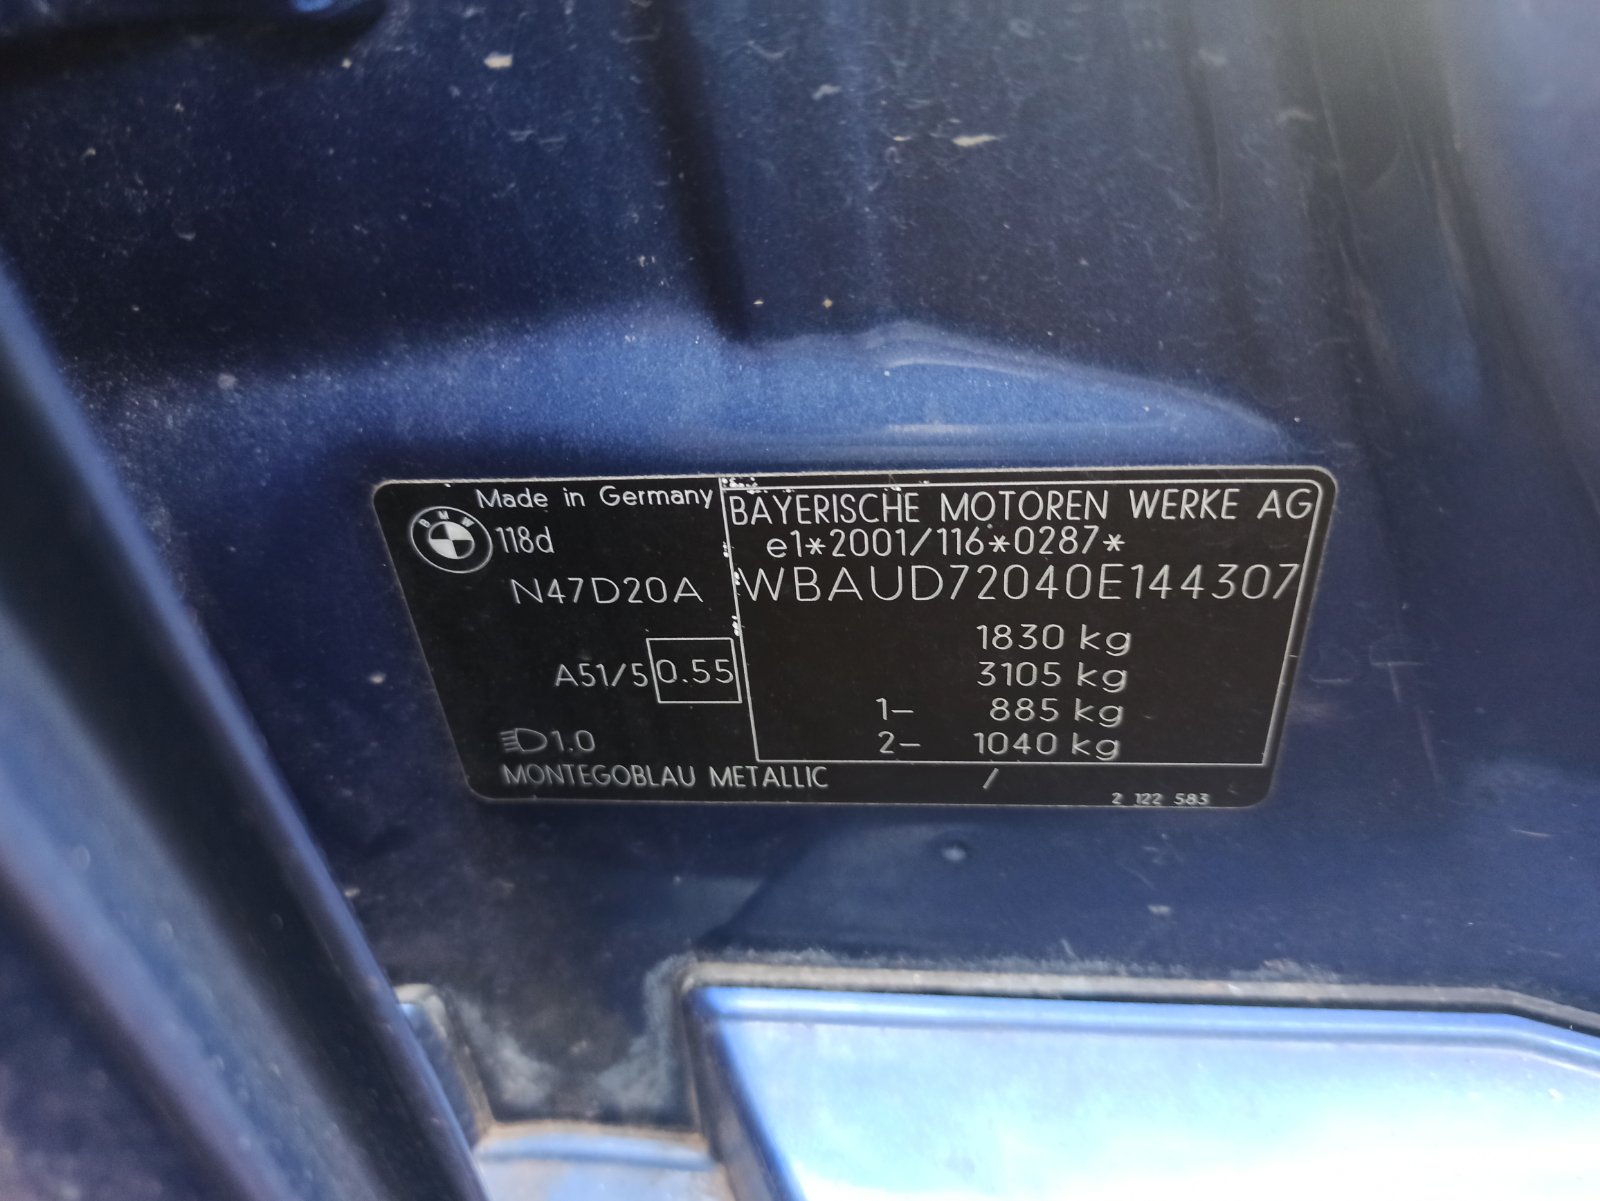 Made in Germany
BMW
118d
N47D20A
A51/5 0.55
1.0
MONTEGOBLAU METALLIC
BAYERISCHE MOTOREN WERKE AG
e1*2001/116*0287*
WBAUD72040E144307
1830 kg
3105 kg
1- 885 kg
2- 1040 kg
/
2 122 583